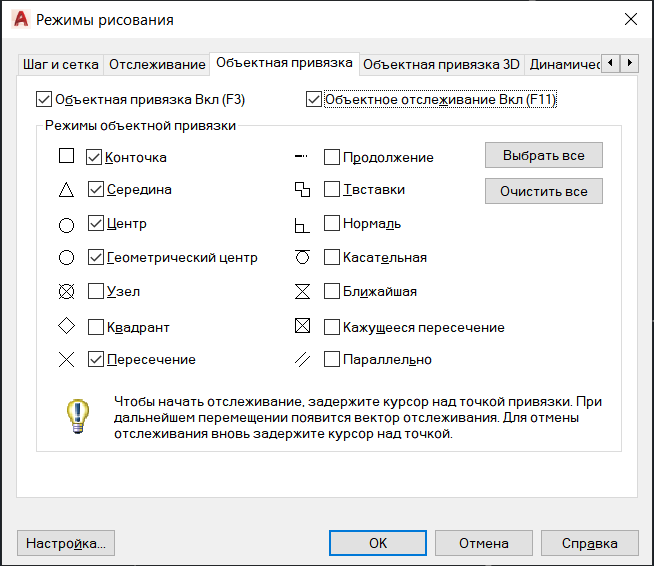 Режимы рисования
Шаг и сетка Отслеживание Объектная привязка Объектная привязка 3D Динамичес
Объектная привязка Вкл (F3) Объектное отслеживание Вкл (F11)
Режимы объектной привязки
Конточка Продолжение Выбрать все
Середина Твставки Очистить все
Центр Нормаль
Геометрический центр Касательная
Узел Ближайшая
Квадрант Кажущееся пересечение
Пересечение Параллельно
Чтобы начать отслеживание, задержите курсор над точкой привязки. При
дальнейшем перемещении появится вектор отслеживания. Для отмены
отслеживания вновь задержите курсор над точкой.
Настройка... OK Отмена Справка